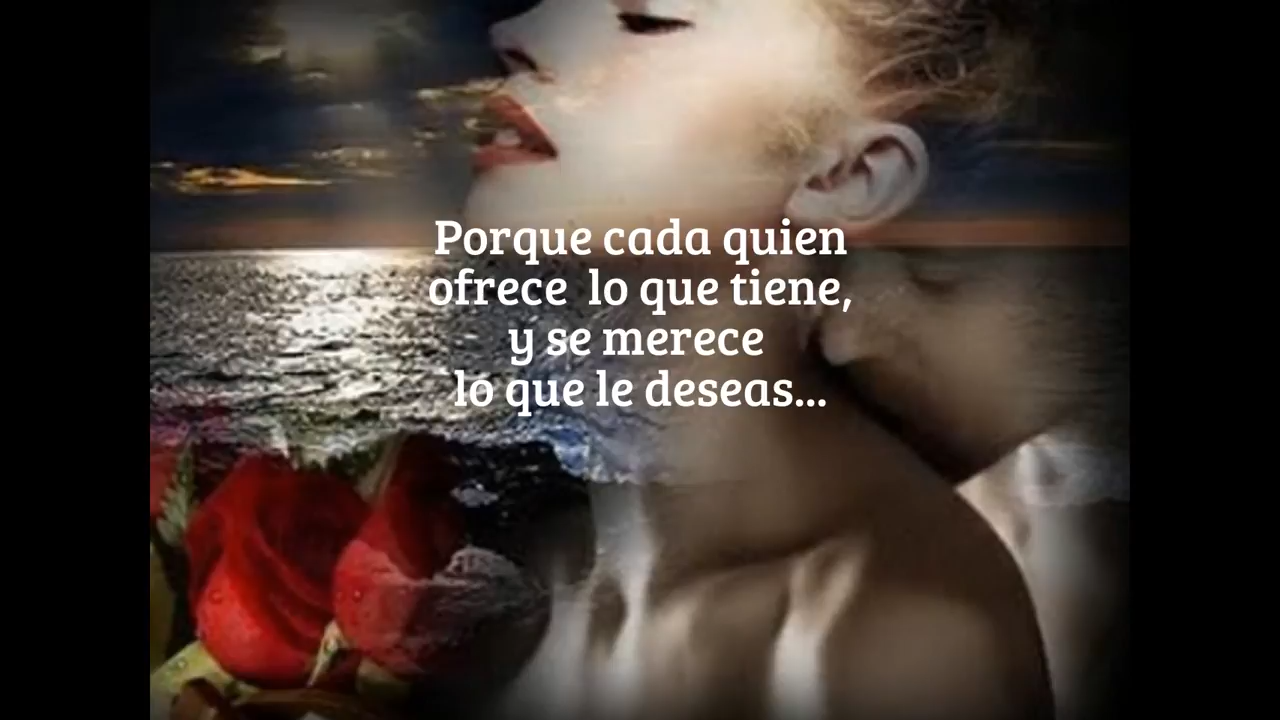 Porque cada quien
ofrece lo que tiene,
y se merece
lo que le deseas...